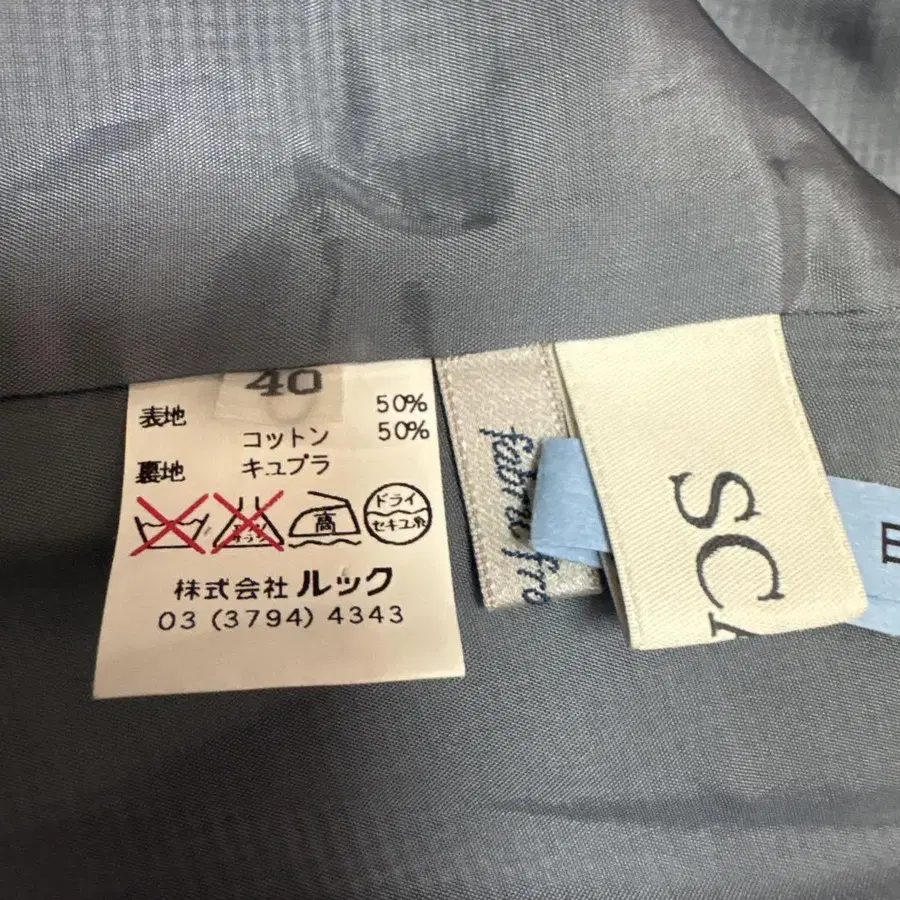 40
表地
50%
コットン 50%
裏地 キュプラ
高
ドライ
セキユ系
株式会社 ルック
03 (3794) 4343
SCA